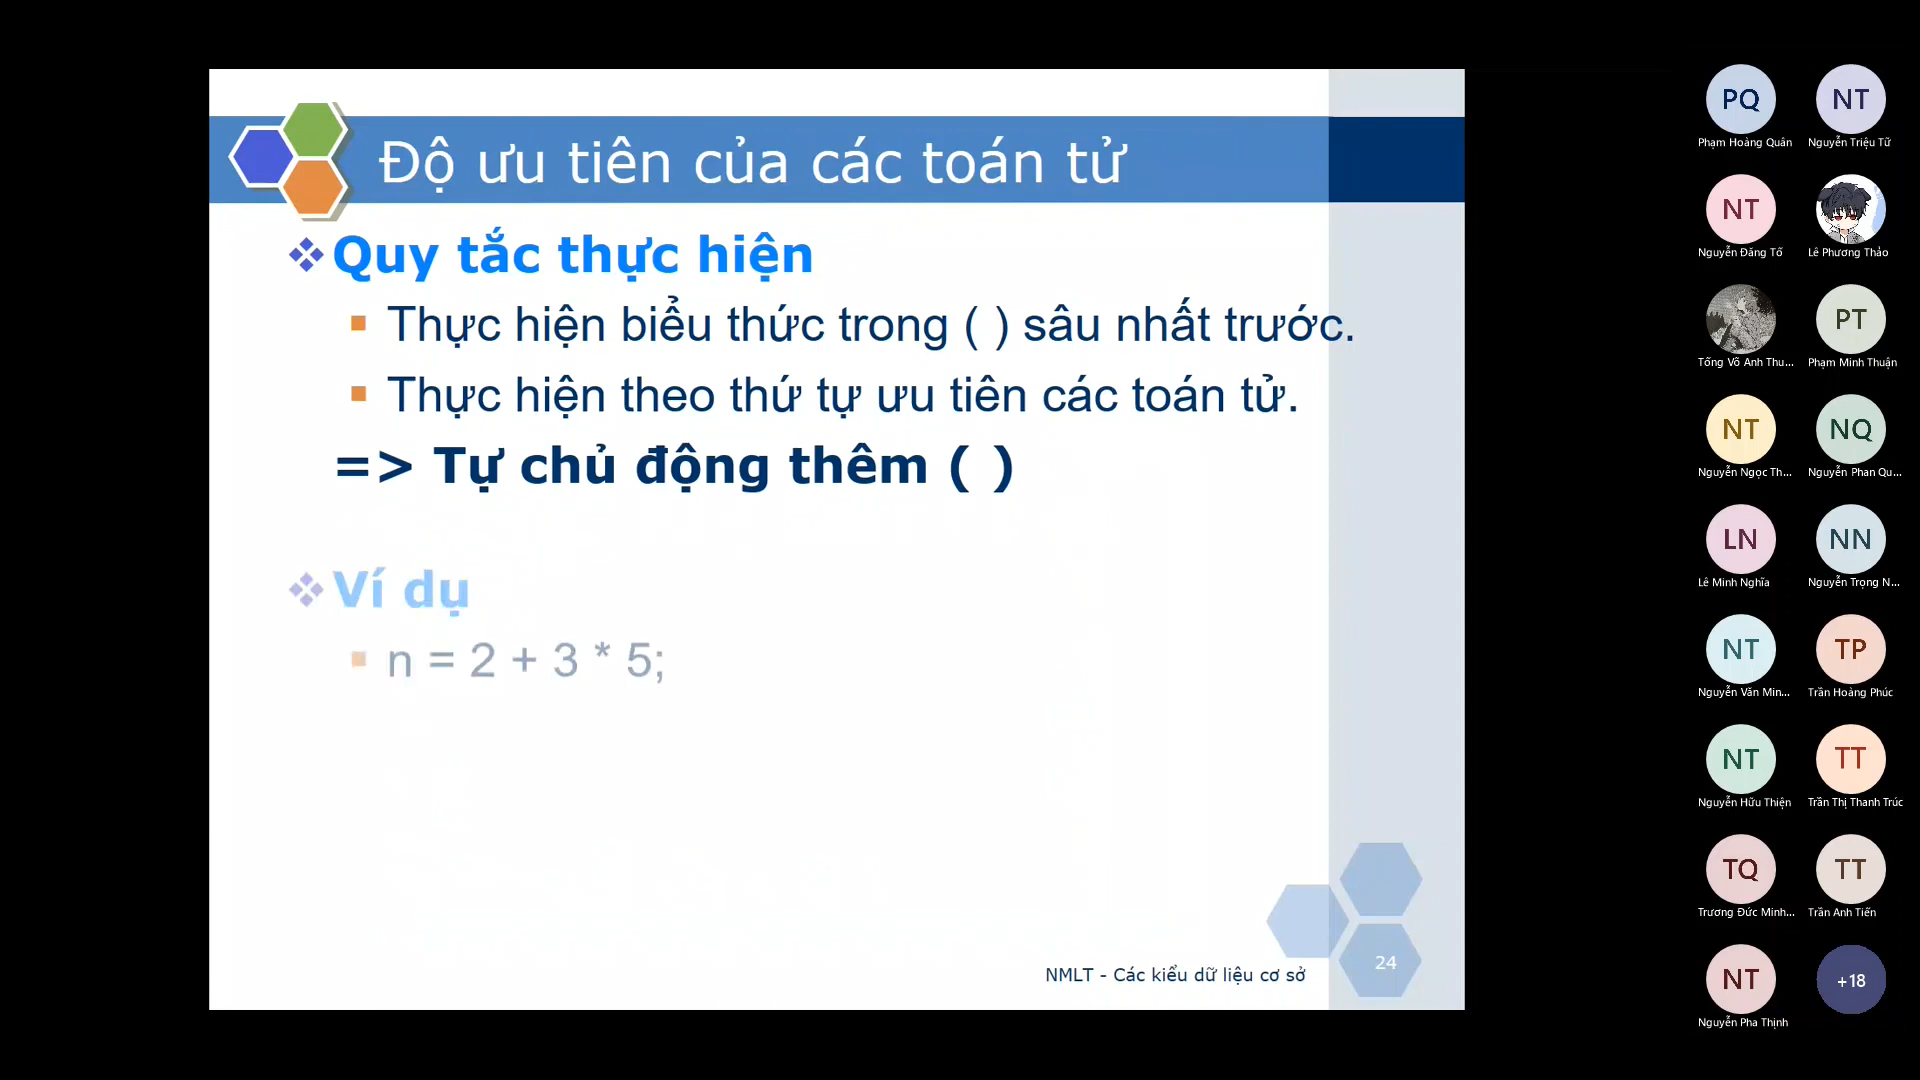 Độ ưu tiên của các toán tử
Quy tắc thực hiện
Thực hiện biểu thức trong ( ) sâu nhất trước.
Thực hiện theo thứ tự ưu tiên các toán tử.
=> Tự chủ động thêm ( )
Ví dụ
n = 2 + 3 * 5;
NMLT - Các kiểu dữ liệu cơ sở
24
PQ
Phạm Hoàng Quân
NT
Nguyễn Triệu Tữ
NT
Nguyễn Đăng Tố
Lê Phương Thảo
Tống Võ Anh Thu...
PT
Phạm Minh Thuận
NT
Nguyễn Ngọc Th...
NQ
Nguyễn Phan Qu...
LN
Lê Minh Nghĩa
NN
Nguyễn Trọng N...
NT
Nguyễn Văn Min...
TP
Trần Hoàng Phúc
NT
Nguyễn Hữu Thiện
TT
Trần Thị Thanh Trúc
TQ
Trương Đức Minh...
TT
Trần Anh Tiến
NT
Nguyễn Pha Thịnh
+18